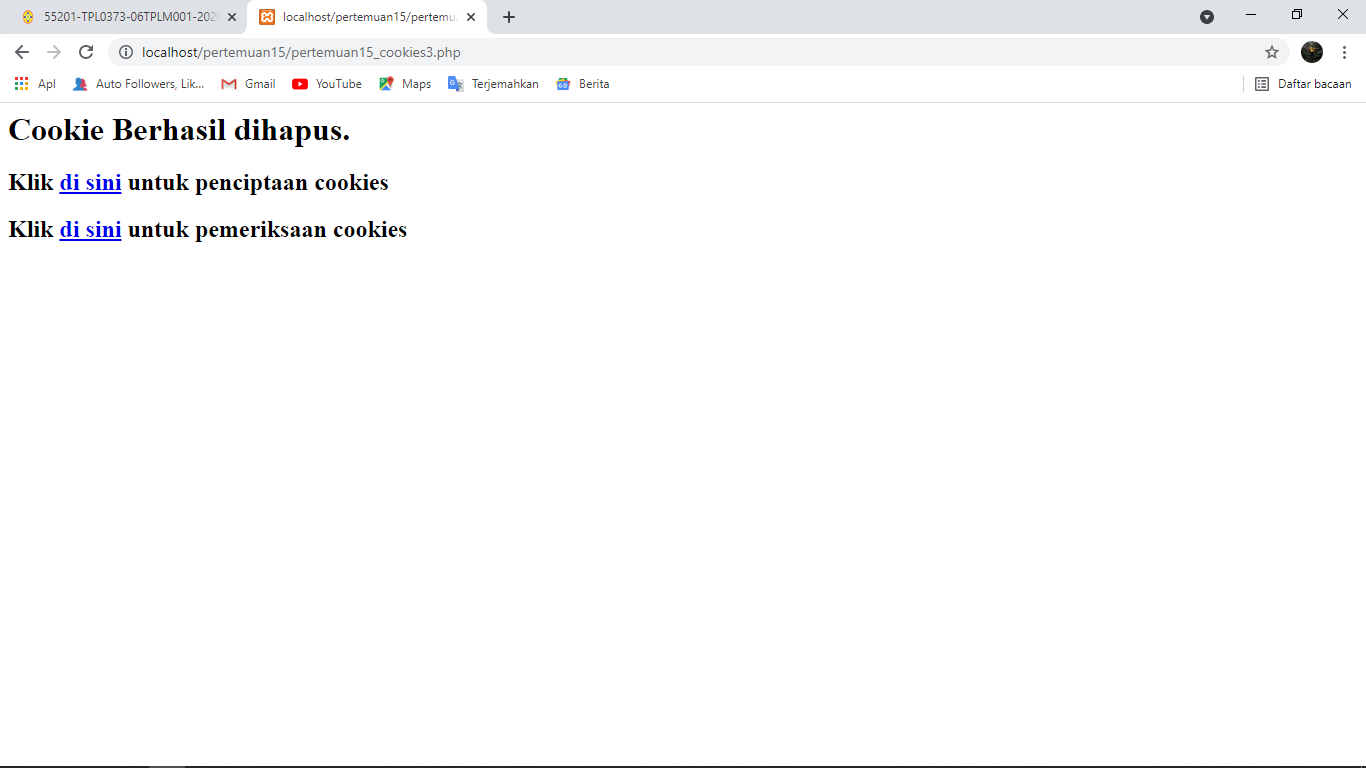 55201-TPL0373-06TPLM001-202
localhost/pertemuan15/pertemu
localhost/pertemuan15/pertemuan15_cookies3.php
Apl Auto Followers, Lik... Gmail YouTube Maps Terjemahkan Berita Daftar bacaan
Cookie Berhasil dihapus.
Klik di sini untuk penciptaan cookies
Klik di sini untuk pemeriksaan cookies